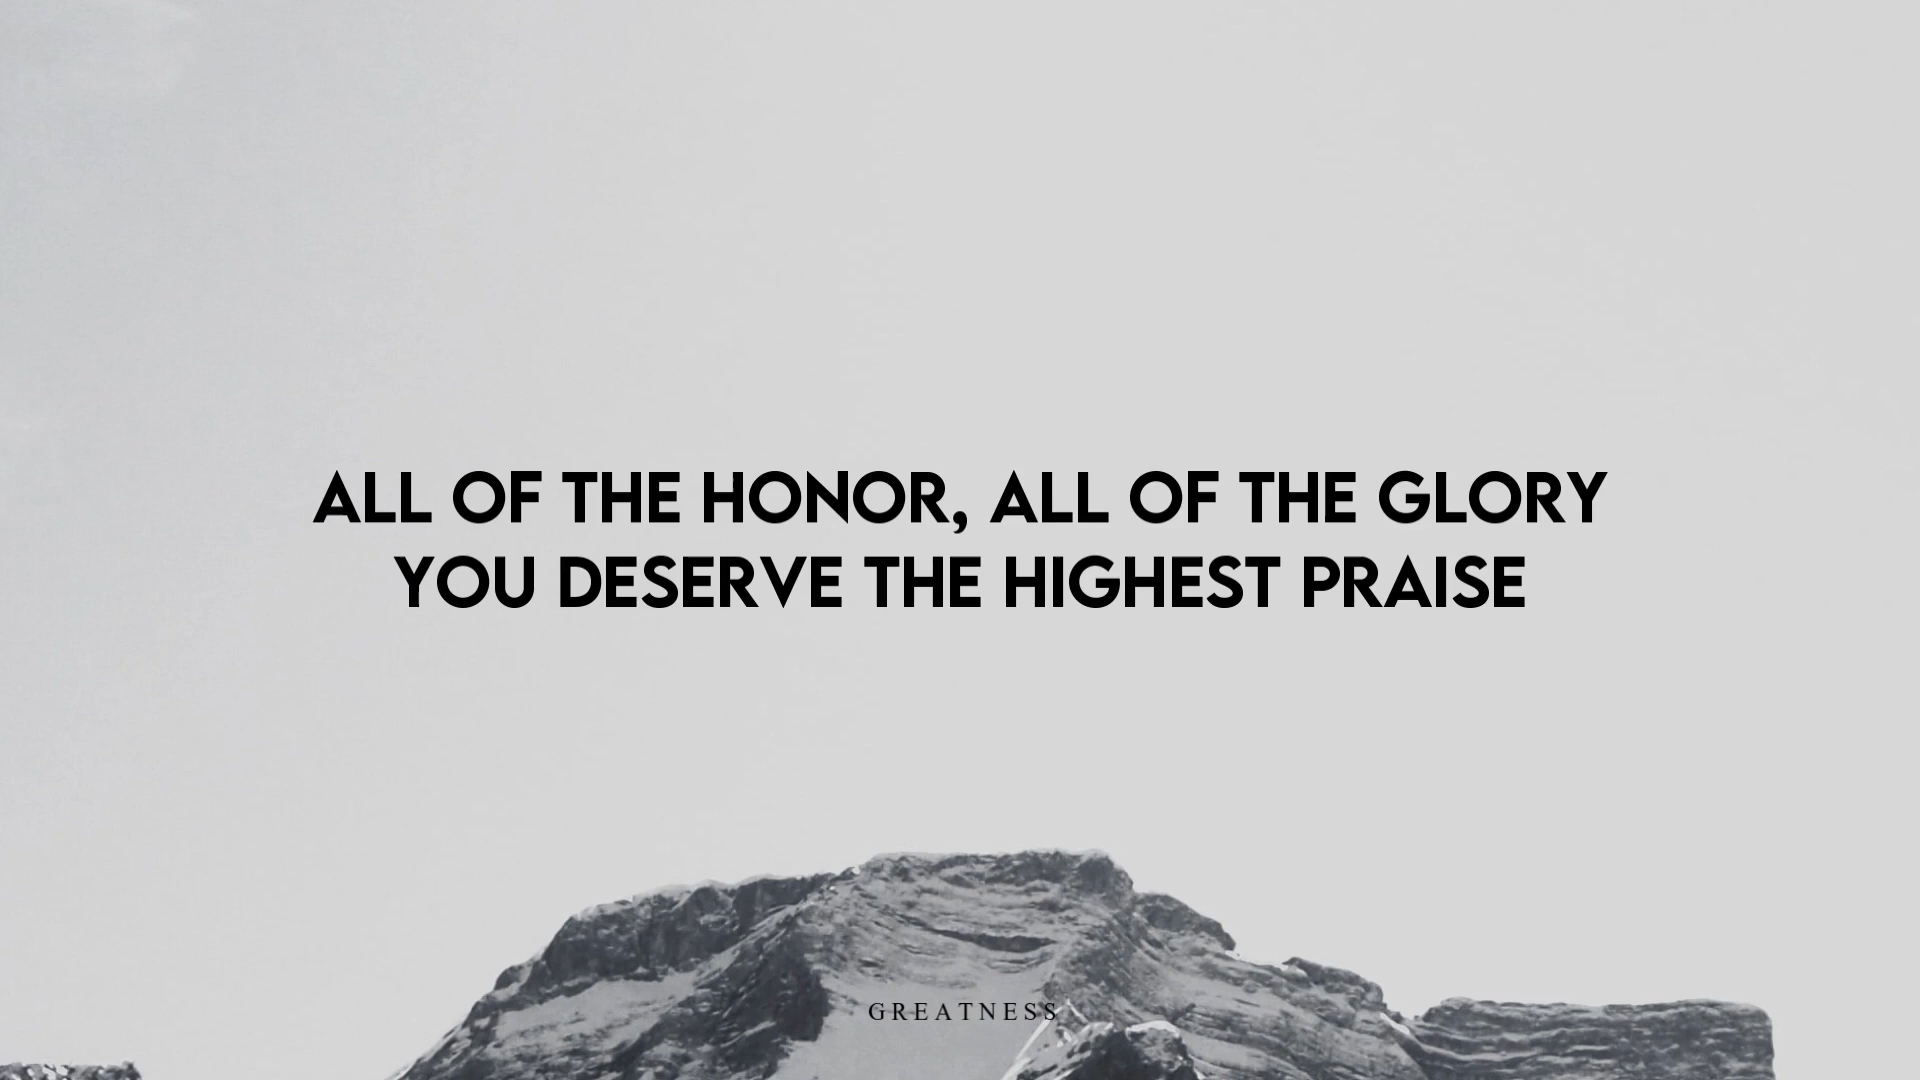 ALL OF THE HONOR, ALL OF THE GLORY
YOU DESERVE THE HIGHEST PRAISE
GREATNESS